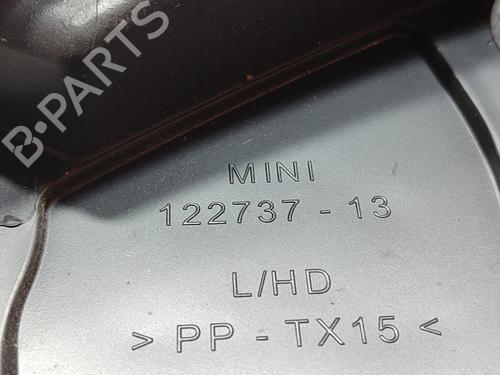 B-PARTS
MINI
122737 - 13
L/HD
> PP - TX15 <